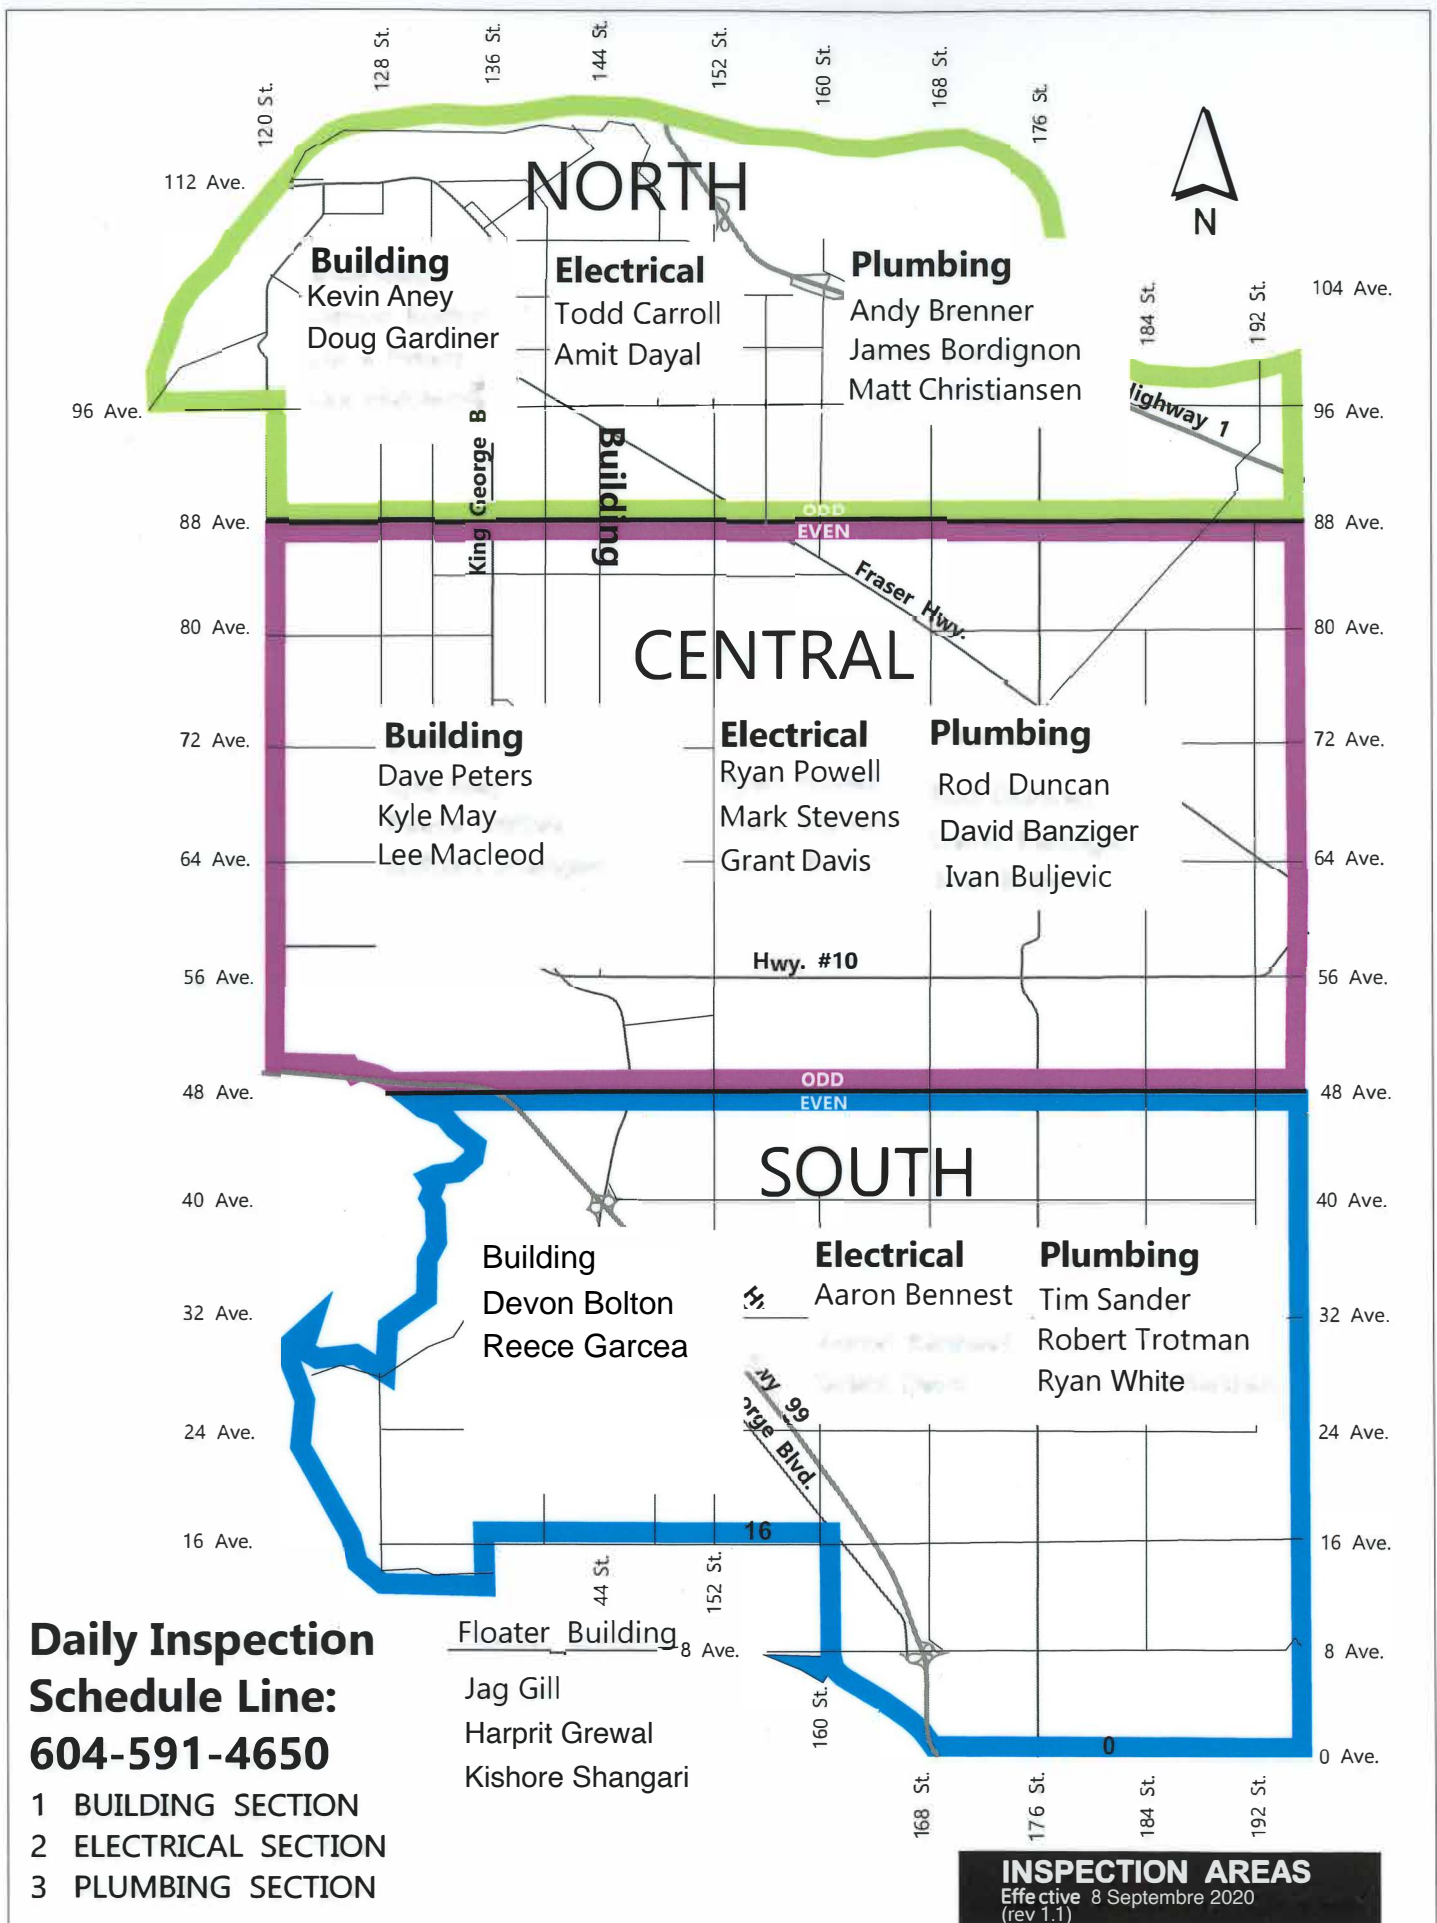 120 St.
128 St.
136 St.
144 St.
152 St.
160 St.
168 St.
176 St.
112 Ave.
NORTH
N
Building
Kevin Aney
Doug Gardiner
Electrical
Todd Carroll
Amit Dayal
Plumbing
Andy Brenner
James Bordignon
Matt Christiansen
184 St.
192 St.
104 Ave.
96 Ave.
96 Ave.
Highway 1
King George B
Building
88 Ave.
ODD
EVEN
88 Ave.
Fraser Hwy.
80 Ave.
80 Ave.
CENTRAL
72 Ave.
72 Ave.
Building
Dave Peters
Kyle May
Lee Macleod
Electrical
Ryan Powell
Mark Stevens
Grant Davis
Plumbing
Rod Duncan
David Banziger
Ivan Buljevic
64 Ave.
64 Ave.
Hwy. #10
56 Ave.
56 Ave.
48 Ave.
ODD
EVEN
48 Ave.
SOUTH
40 Ave.
40 Ave.
Building
Devon Bolton
Reece Garcea
Electrical
Aaron Bennest
Plumbing
Tim Sander
Robert Trotman
Ryan White
32 Ave.
32 Ave.
wy 99
orge Blvd.
24 Ave.
24 Ave.
16 Ave.
16
16 Ave.
44 St.
152 St.
8 Ave.
8 Ave.
160 St.
0
0 Ave.
168 St.
176 St.
184 St.
192 St.
Floater Building
Jag Gill
Harprit Grewal
Kishore Shangari
Daily Inspection
Schedule Line:
604-591-4650
1 BUILDING SECTION
2 ELECTRICAL SECTION
3 PLUMBING SECTION
INSPECTION AREAS
Effective 8 Septembre 2020
(rev 1.1)